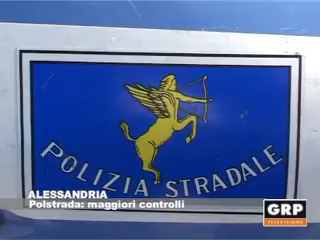 POLIZIA STRADALE
ALESSANDRIA
Polstrada: maggiori controlli
GRP
TELEVISIONE